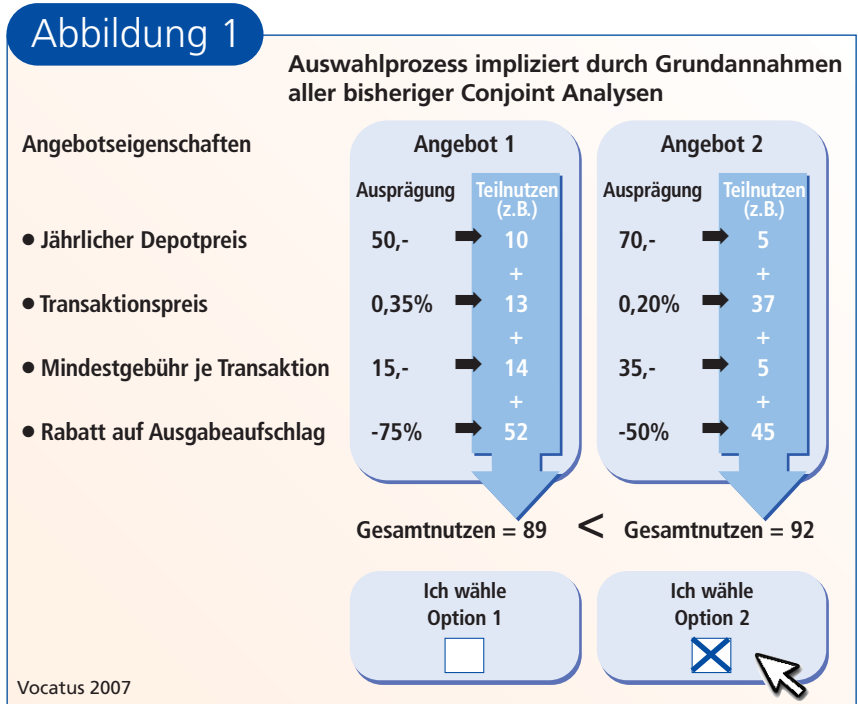 Abbildung 1
Auswahlprozess impliziert durch Grundannahmen
aller bisheriger Conjoint Analysen
Angebotseigenschaften
Angebot 1
Angebot 2
Ausprägung
Teilnutzen
(z.B.)
Ausprägung
Teilnutzen
(z.B.)
• Jährlicher Depotpreis 50,- 10 70,- 5
+ +
• Transaktionspreis 0,35% 13 0,20% 37
+ +
• Mindestgebühr je Transaktion 15,- 14 35,- 5
+ +
• Rabatt auf Ausgabeaufschlag -75% 52 -50% 45
Gesamtnutzen = 89 < Gesamtnutzen = 92
Ich wähle
Option 1
Ich wähle
Option 2
Vocatus 2007